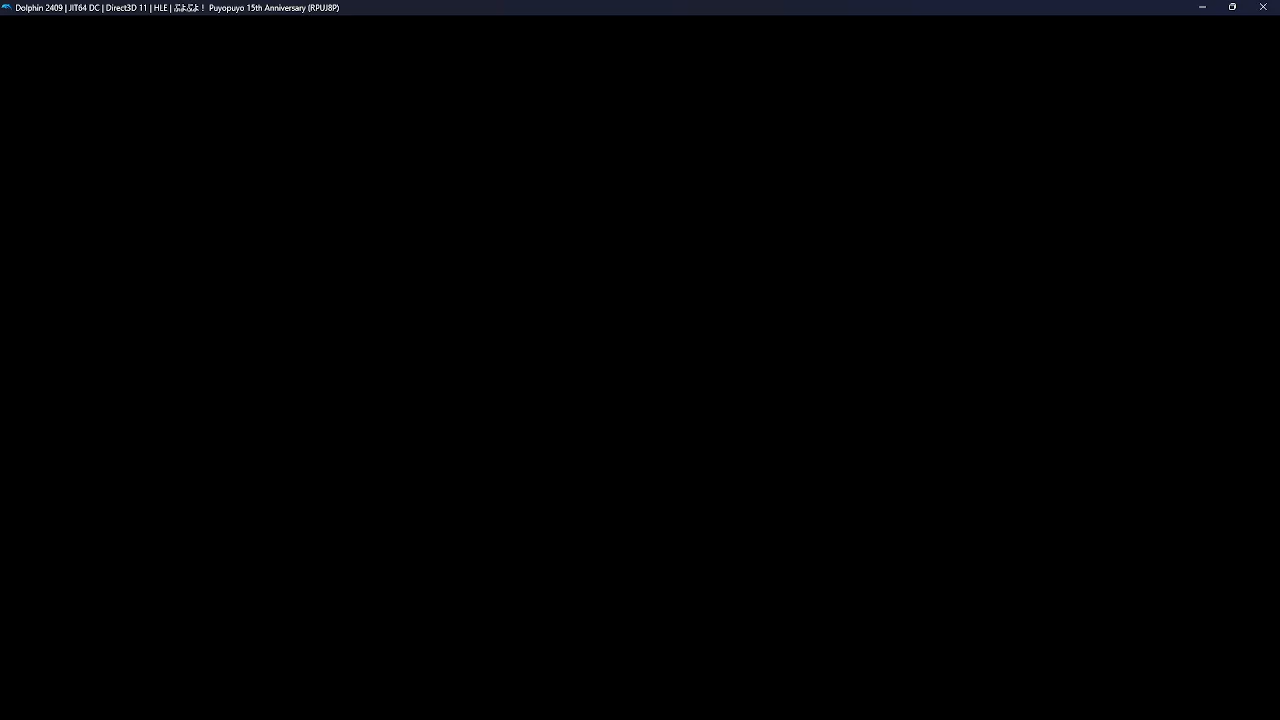 Dolphin 2409 | JIT64 DC | Direct3D 11 | HLE | ぷよぷよ！ Puyopuyo 15th Anniversary (RPUJ8P)